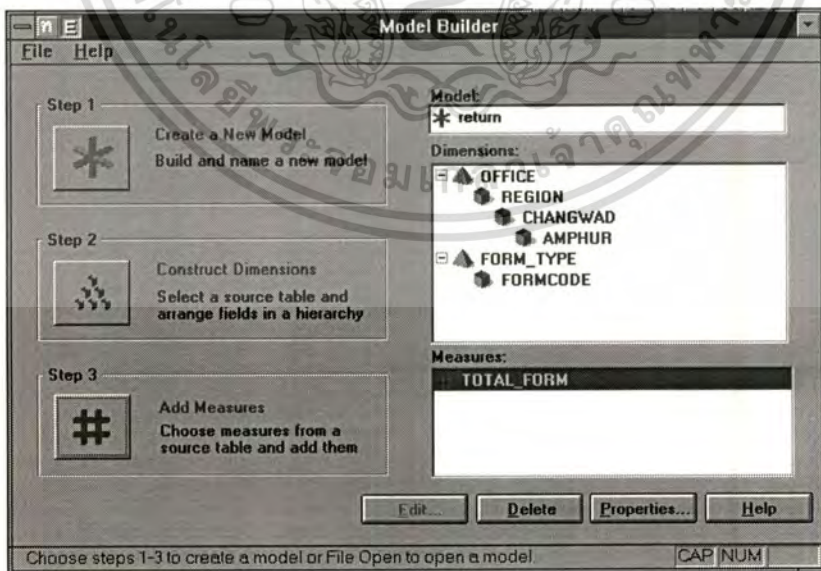 ก E Model Builder
File Help
Step 1
Create a New Model
Build and name a new model
Step 2
Construct Dimensions
Select a source table and
arrange fields in a hierarchy
Step 3
Add Measures
Choose measures from a
source table and add them
Model:
return
Dimensions:
OFFICE
REGION
CHANGWAD
AMPHUR
FORM_TYPE
FORMCODE
Measures:
TOTAL_FORM
Edit... Delete Properties... Help
Choose steps 1-3 to create a model or File Open to open a model. CAP NUM